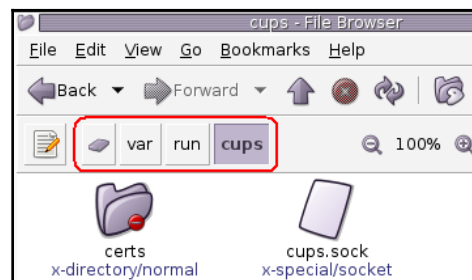 cups - File Browser
File Edit View Go Bookmarks Help
Back Forward
var run cups 100%
certs cups.sock
x-directory/normal x-special/socket